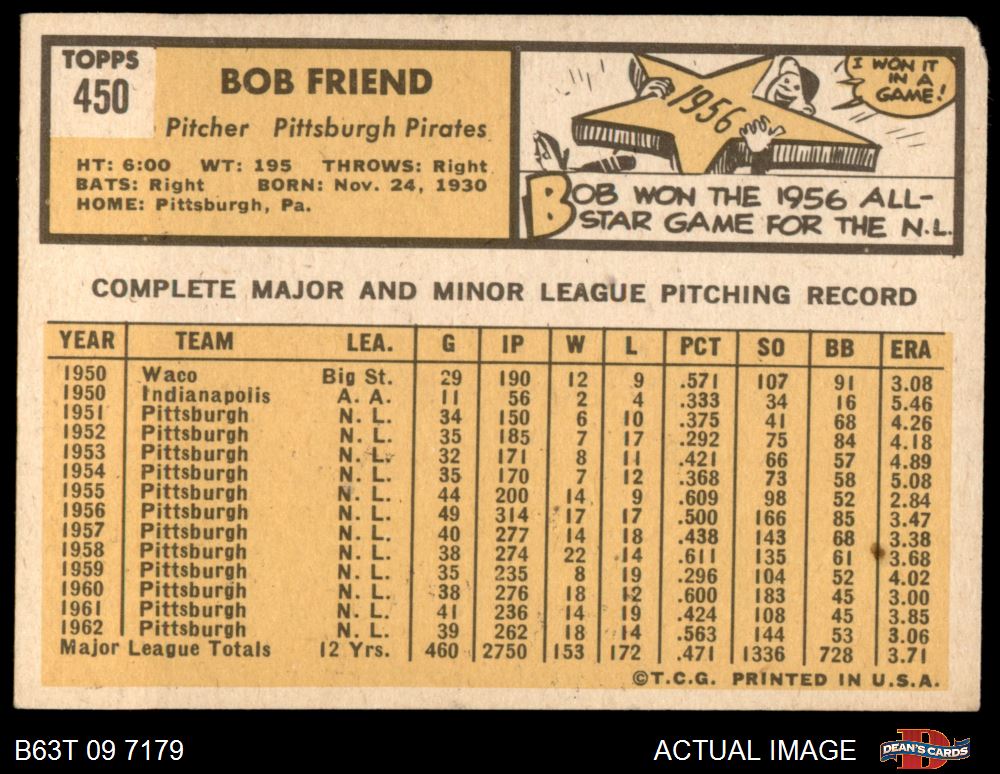 TOPPS
450
BOB FRIEND
Pitcher Pittsburgh Pirates
HT: 6:00 WT: 195 THROWS: Right
BATS: Right BORN: Nov. 24, 1930
HOME: Pittsburgh, Pa.
1956
I WON IT
IN A
GAME!
BOB WON THE 1956 ALL-
STAR GAME FOR THE N.L.
COMPLETE MAJOR AND MINOR LEAGUE PITCHING RECORD
YEAR TEAM LEA. G IP W L PCT SO BB ERA
1950 Waco Big St. 29 190 12 9 .571 107 91 3.08
1950 Indianapolis A. A. 11 56 2 4 .333 34 16 5.46
1951 Pittsburgh N. L. 34 150 6 10 .375 41 68 4.26
1952 Pittsburgh N. L. 35 185 7 17 .292 75 84 4.18
1953 Pittsburgh N. L. 32 171 8 11 .421 66 57 4.89
1954 Pittsburgh N. L. 35 170 7 12 .368 73 58 5.08
1955 Pittsburgh N. L. 44 200 14 9 .609 98 52 2.84
1956 Pittsburgh N. L. 49 314 17 17 .500 166 85 3.47
1957 Pittsburgh N. L. 40 277 14 18 .438 143 68 3.38
1958 Pittsburgh N. L. 38 274 22 14 .611 135 61 3.68
1959 Pittsburgh N. L. 35 235 8 19 .296 104 52 4.02
1960 Pittsburgh N. L. 38 276 18 12 .600 183 45 3.00
1961 Pittsburgh N. L. 41 236 14 19 .424 108 45 3.85
1962 Pittsburgh N. L. 39 262 18 14 .563 144 53 3.06
Major League Totals 12 Yrs. 460 2750 153 172 .471 1336 728 3.71
©T.C.G. PRINTED IN U.S.A.
B63T 09 7179
ACTUAL IMAGE
DEAN'S CARDS